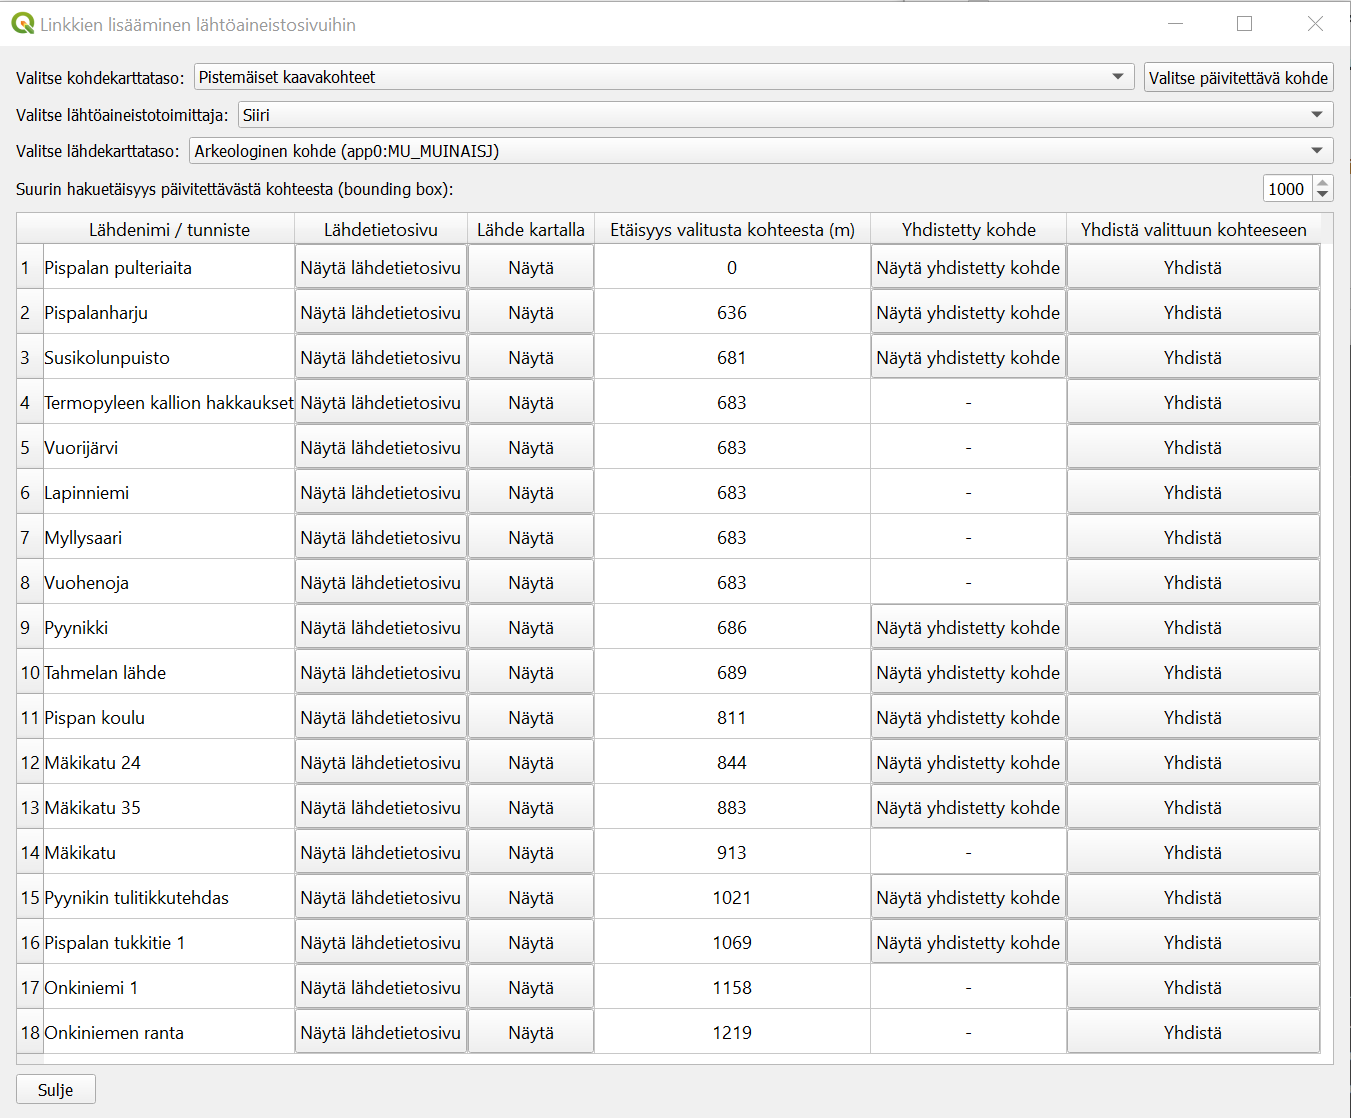 Linkkien lisääminen lähtöaineistosivuihin
Valitse kohdekarttataso: Pistemäiset kaavakohteet Valitse päivitettävä kohde
Valitse lähtöaineistotoimittaja: Siiri
Valitse lähdekarttataso: Arkeologinen kohde (app0:MU_MUINAISJ)
Suurin hakuetäisyys päivitettävästä kohteesta (bounding box): 1000
Lähdenimi / tunniste Lähdetietosivu Lähde kartalla Etäisyys valitusta kohteesta (m) Yhdistetty kohde Yhdistä valittuun kohteeseen
1 Pispalan pulteriaita Näytä lähdetietosivu Näytä 0 Näytä yhdistetty kohde Yhdistä
2 Pispalanharju Näytä lähdetietosivu Näytä 636 Näytä yhdistetty kohde Yhdistä
3 Susikolunpuisto Näytä lähdetietosivu Näytä 681 Näytä yhdistetty kohde Yhdistä
4 Termopyleen kallion hakkaukset Näytä lähdetietosivu Näytä 683 - Yhdistä
5 Vuorijärvi Näytä lähdetietosivu Näytä 683 - Yhdistä
6 Lapinniemi Näytä lähdetietosivu Näytä 683 - Yhdistä
7 Myllysaari Näytä lähdetietosivu Näytä 683 - Yhdistä
8 Vuohenoja Näytä lähdetietosivu Näytä 683 - Yhdistä
9 Pyynikki Näytä lähdetietosivu Näytä 686 Näytä yhdistetty kohde Yhdistä
10 Tahmelan lähde Näytä lähdetietosivu Näytä 689 Näytä yhdistetty kohde Yhdistä
11 Pispan koulu Näytä lähdetietosivu Näytä 811 Näytä yhdistetty kohde Yhdistä
12 Mäkikatu 24 Näytä lähdetietosivu Näytä 844 Näytä yhdistetty kohde Yhdistä
13 Mäkikatu 35 Näytä lähdetietosivu Näytä 883 Näytä yhdistetty kohde Yhdistä
14 Mäkikatu Näytä lähdetietosivu Näytä 913 - Yhdistä
15 Pyynikin tulitikkutehdas Näytä lähdetietosivu Näytä 1021 Näytä yhdistetty kohde Yhdistä
16 Pispalan tukkitie 1 Näytä lähdetietosivu Näytä 1069 Näytä yhdistetty kohde Yhdistä
17 Onkiniemi 1 Näytä lähdetietosivu Näytä 1158 - Yhdistä
18 Onkiniemen ranta Näytä lähdetietosivu Näytä 1219 - Yhdistä
Sulje